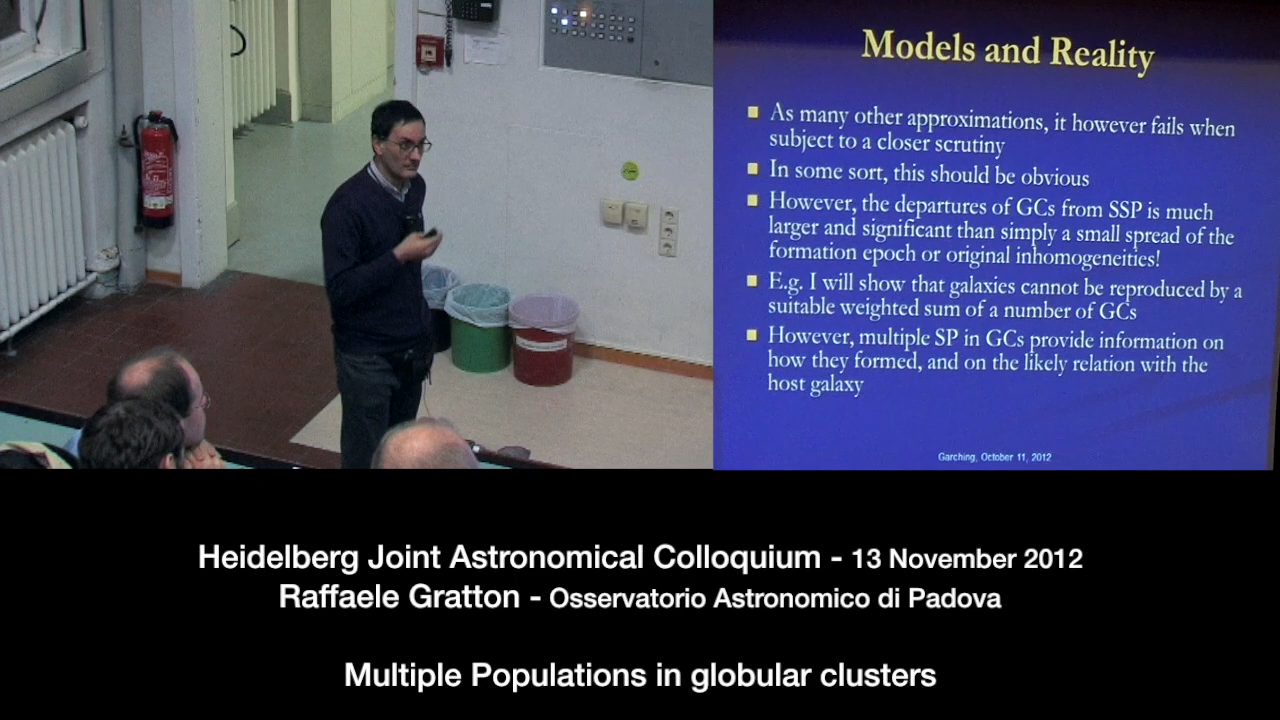 Models and Reality
As many other approximations, it however fails when
subject to a closer scrutiny
In some sort, this should be obvious
However, the departures of GCs from SSP is much
larger and significant than simply a small spread of the
formation epoch or original inhomogeneities!
E.g. I will show that galaxies cannot be reproduced by a
suitable weighted sum of a number of GCs
However, multiple SP in GCs provide information on
how they formed, and on the likely relation with the
host galaxy
Garching, October 11, 2012
Heidelberg Joint Astronomical Colloquium - 13 November 2012
Raffaele Gratton - Osservatorio Astronomico di Padova
Multiple Populations in globular clusters